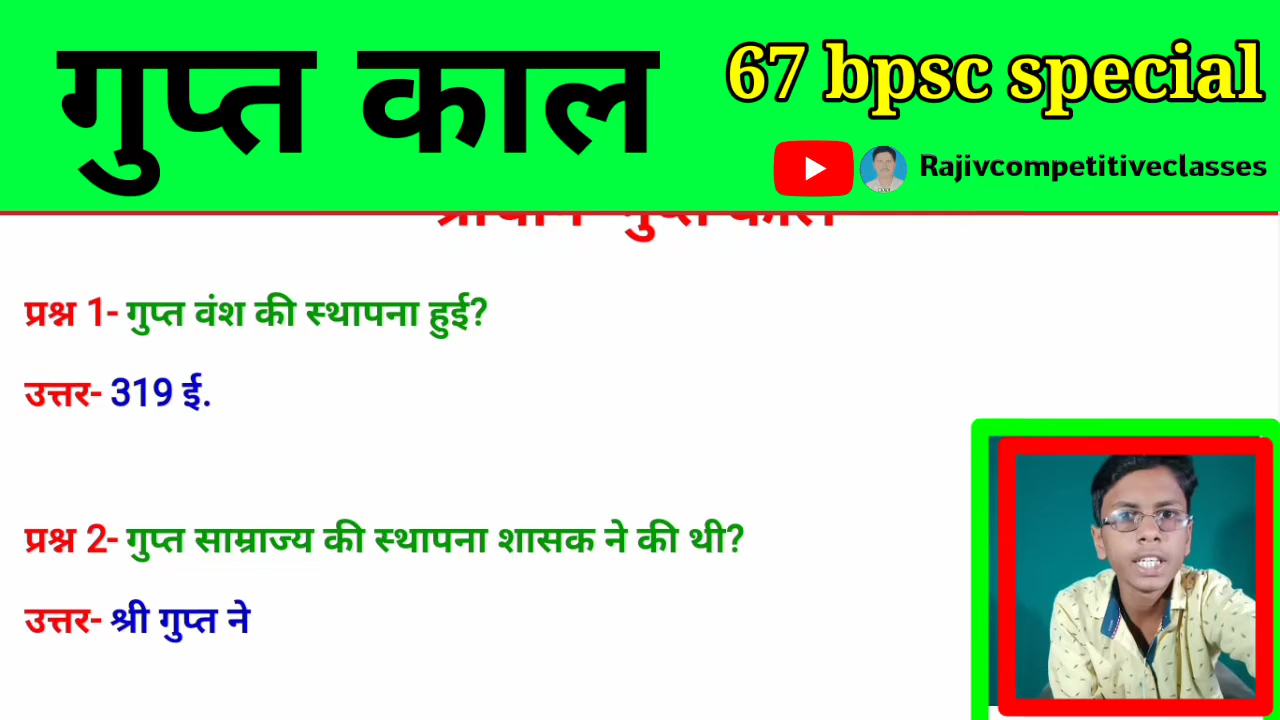 गुप्त काल
67 bpsc special
Rajivcompetitiveclasses
प्रश्न 1- गुप्त वंश की स्थापना हुई?
उत्तर- 319 ई.
प्रश्न 2- गुप्त साम्राज्य की स्थापना शासक ने की थी?
उत्तर- श्री गुप्त ने